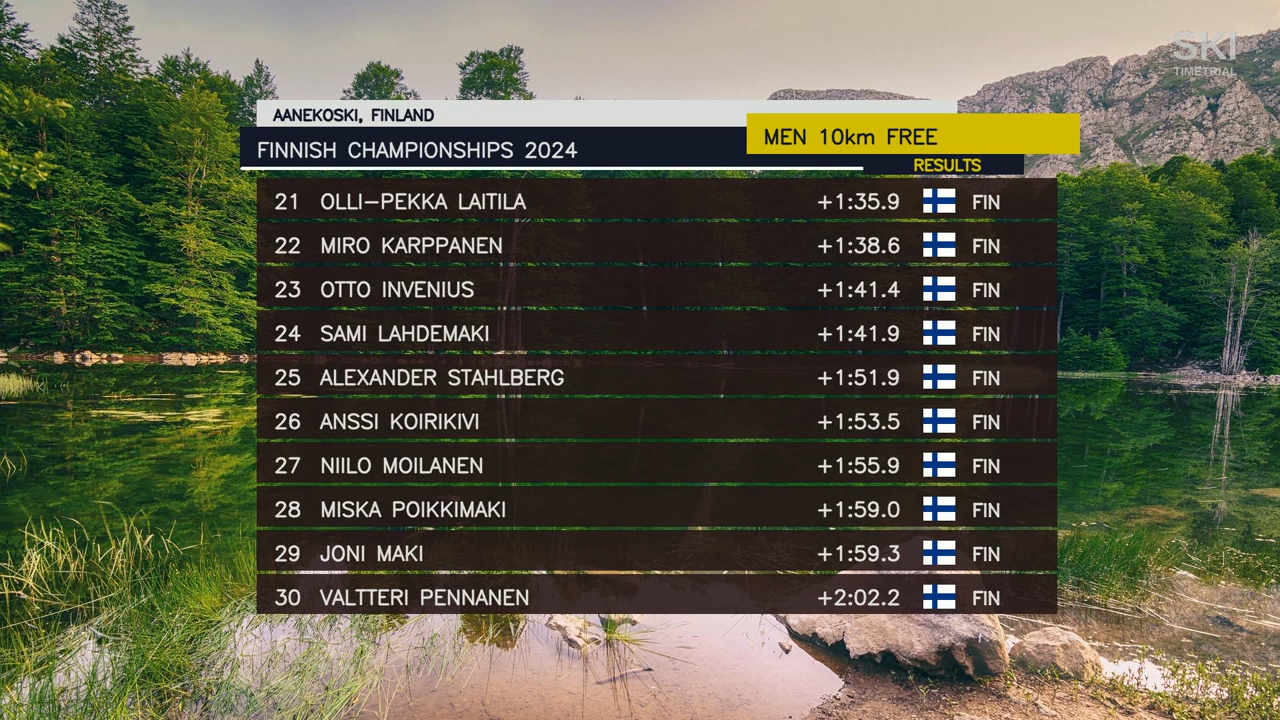 SKI
TIMETRIAL
AANEKOSKI, FINLAND
FINNISH CHAMPIONSHIPS 2024
MEN 10km FREE
RESULTS
21 OLLI-PEKKA LAITILA +1:35.9 FIN
22 MIRO KARPPANEN +1:38.6 FIN
23 OTTO INVENIUS +1:41.4 FIN
24 SAMI LAHDEMAKI +1:41.9 FIN
25 ALEXANDER STAHLBERG +1:51.9 FIN
26 ANSSI KOIRIKIVI +1:53.5 FIN
27 NIILO MOILANEN +1:55.9 FIN
28 MISKA POIKKIMAKI +1:59.0 FIN
29 JONI MAKI +1:59.3 FIN
30 VALTTERI PENNANEN +2:02.2 FIN